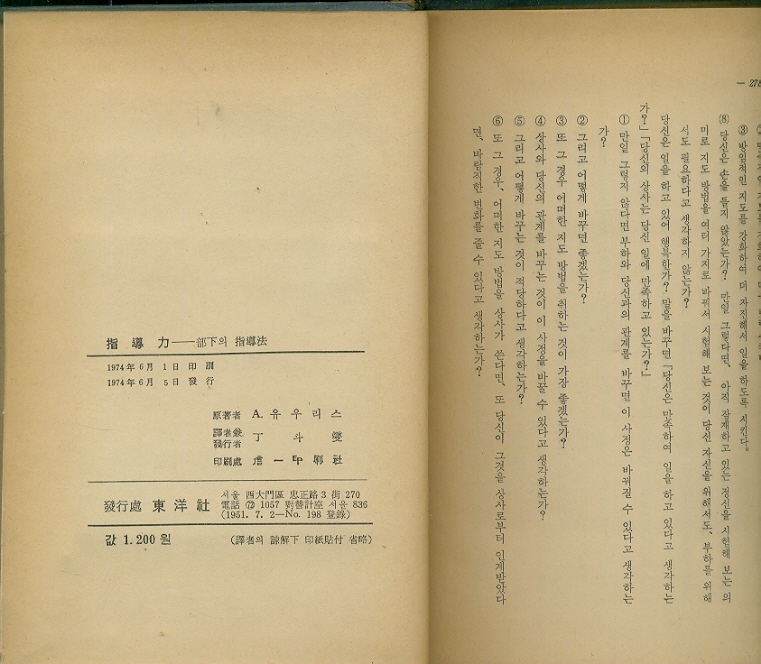 指導力──部下의 指導法
1974年 6月 1日 印刷
1974年 6月 5日 發行
原著者 A. 유우리스
譯者兼
發行者 丁斗燮
印刷處 一印刷社
發行處 東洋社
서울 西大門區 忠正路 3街 270
電話 72 1057 對替計座 서울 836
(1951. 7. 2—No. 198 登錄)
값 1.200원
(譯者의 諒解下 印紙貼付 省略)
— 278
③ 방임적인 지도를 강화하여 더 자진해서 일을 하도록 시킨다.
⑧ 당신은 손을 들지 않았는가? 만일 그렇다면, 아직 잠재하고 있는 정신을 시험해 보는 의
미로 지도 방법을 여러 가지로 바꿔서 시험해 보는 것이 당신 자신을 위해서도, 부하를 위해
서도 필요하다고 생각하지 않는가?
당신은 일을 하고 있어 행복한가? 말을 바꾸면 「당신은 만족하여 일을 하고 있다고 생각하는
가?」 「당신의 상사는 당신 일에 만족하고 있는가?」
① 만일 그렇지 않다면 부하와 당신과의 관계를 바꾸면 이 사정은 바꿔질 수 있다고 생각하는
가?
② 그리고 어떻게 바꾸면 좋겠는가?
③ 또 그 경우 어떠한 지도 방법을 취하는 것이 가장 좋겠는가?
④ 상사와 당신의 관계를 바꾸는 것이 이 사정을 바꿀 수 있다고 생각하는가?
⑤ 그리고 어떻게 바꾸는 것이 적당하다고 생각하는가?
⑥ 또 그 경우, 어떠한 지도 방법을 상사가 쓴다면, 또 당신이 그것을 상사로부터 인계받았다
면, 바람직한 변화를 줄 수 있다고 생각하는가?